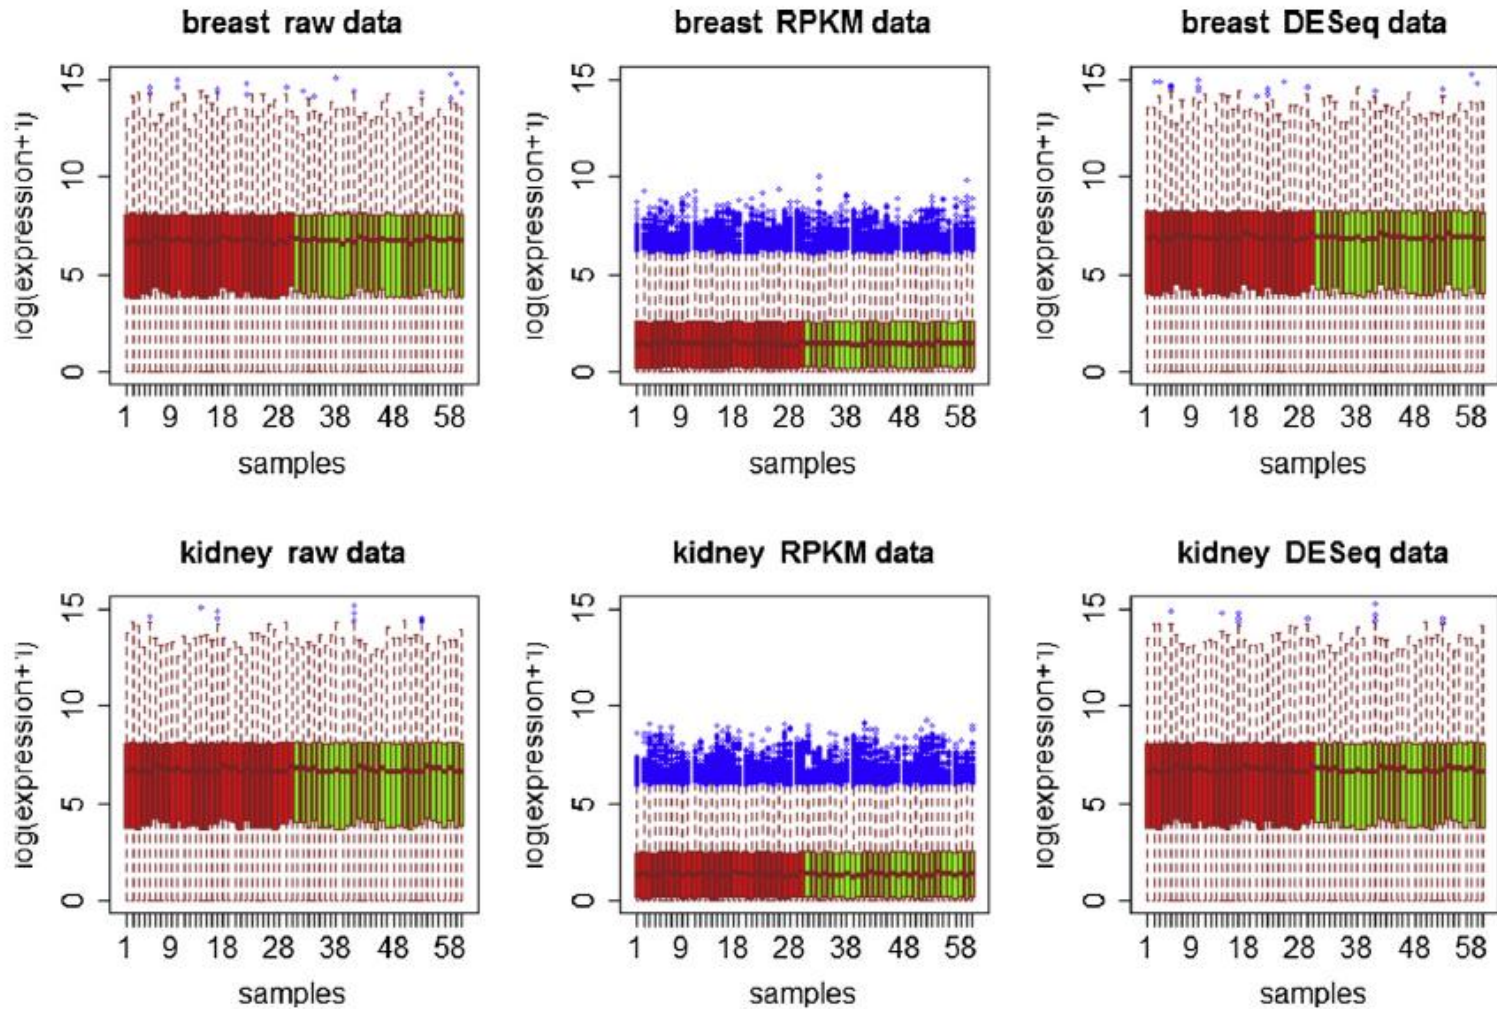 breast raw data
breast RPKM data
breast DESeq data
log(expression+1)
15
10
5
0
1 9 18 28 38 48 58
samples
log(expression+1)
15
10
5
0
1 9 18 28 38 48 58
samples
log(expression+1)
15
10
5
0
1 9 18 28 38 48 58
samples
kidney raw data
kidney RPKM data
kidney DESeq data
log(expression+1)
15
10
5
0
1 9 18 28 38 48 58
samples
log(expression+1)
15
10
5
0
1 9 18 28 38 48 58
samples
log(expression+1)
15
10
5
0
1 9 18 28 38 48 58
samples